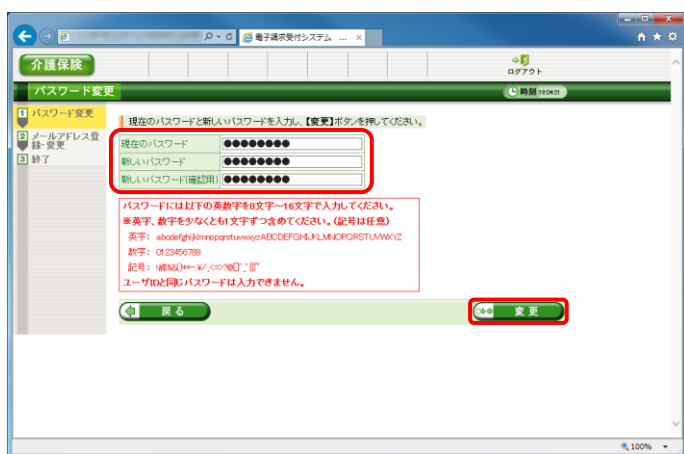 電子請求受付システム ...
介護保険
ログアウト
パスワード変更
時刻 18:04:21
1 パスワード変更
2 メールアドレス登
録・変更
3 終了
現在のパスワードと新しいパスワードを入力し、【変更】ボタンを押してください。
現在のパスワード ●●●●●●●●
新しいパスワード ●●●●●●●●
新しいパスワード(確認用) ●●●●●●●●
パスワードには以下の英数字を8文字～16文字で入力してください。
※英字、数字を少なくとも1文字ずつ含めてください。(記号は任意)
英字: abcdefghijklmnopqrstuvwxyzABCDEFGHIJKLMNOPQRSTUVWXYZ
数字: 0123456789
記号:
ユーザIDと同じパスワードは入力できません。
戻る
変更
100%